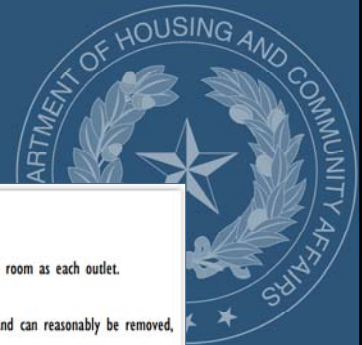 ARTMENT OF HOUSING AND COMMUNITY AFFAIRS
room as each outlet.
nd can reasonably be removed,